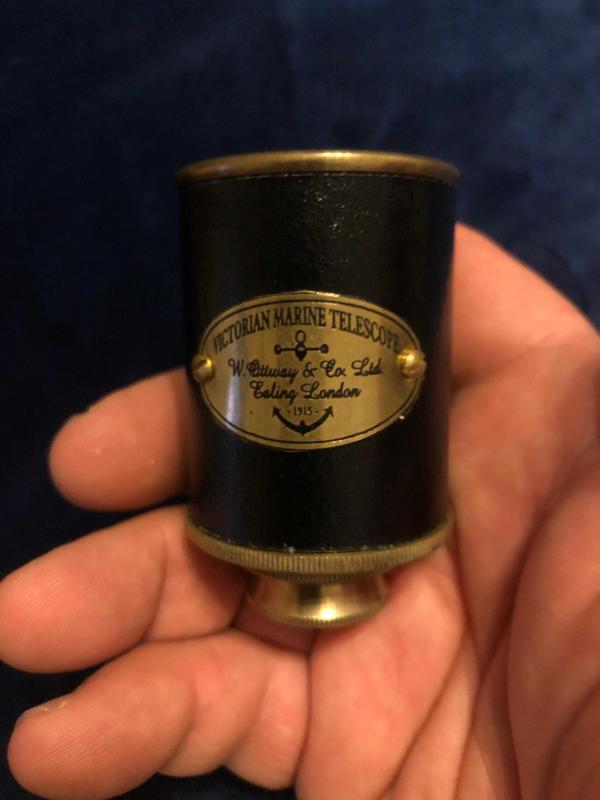 VICTORIAN MARINE TELESCOPE
W. Ottway & Co. Ltd.
Ealing London
- 1915 -